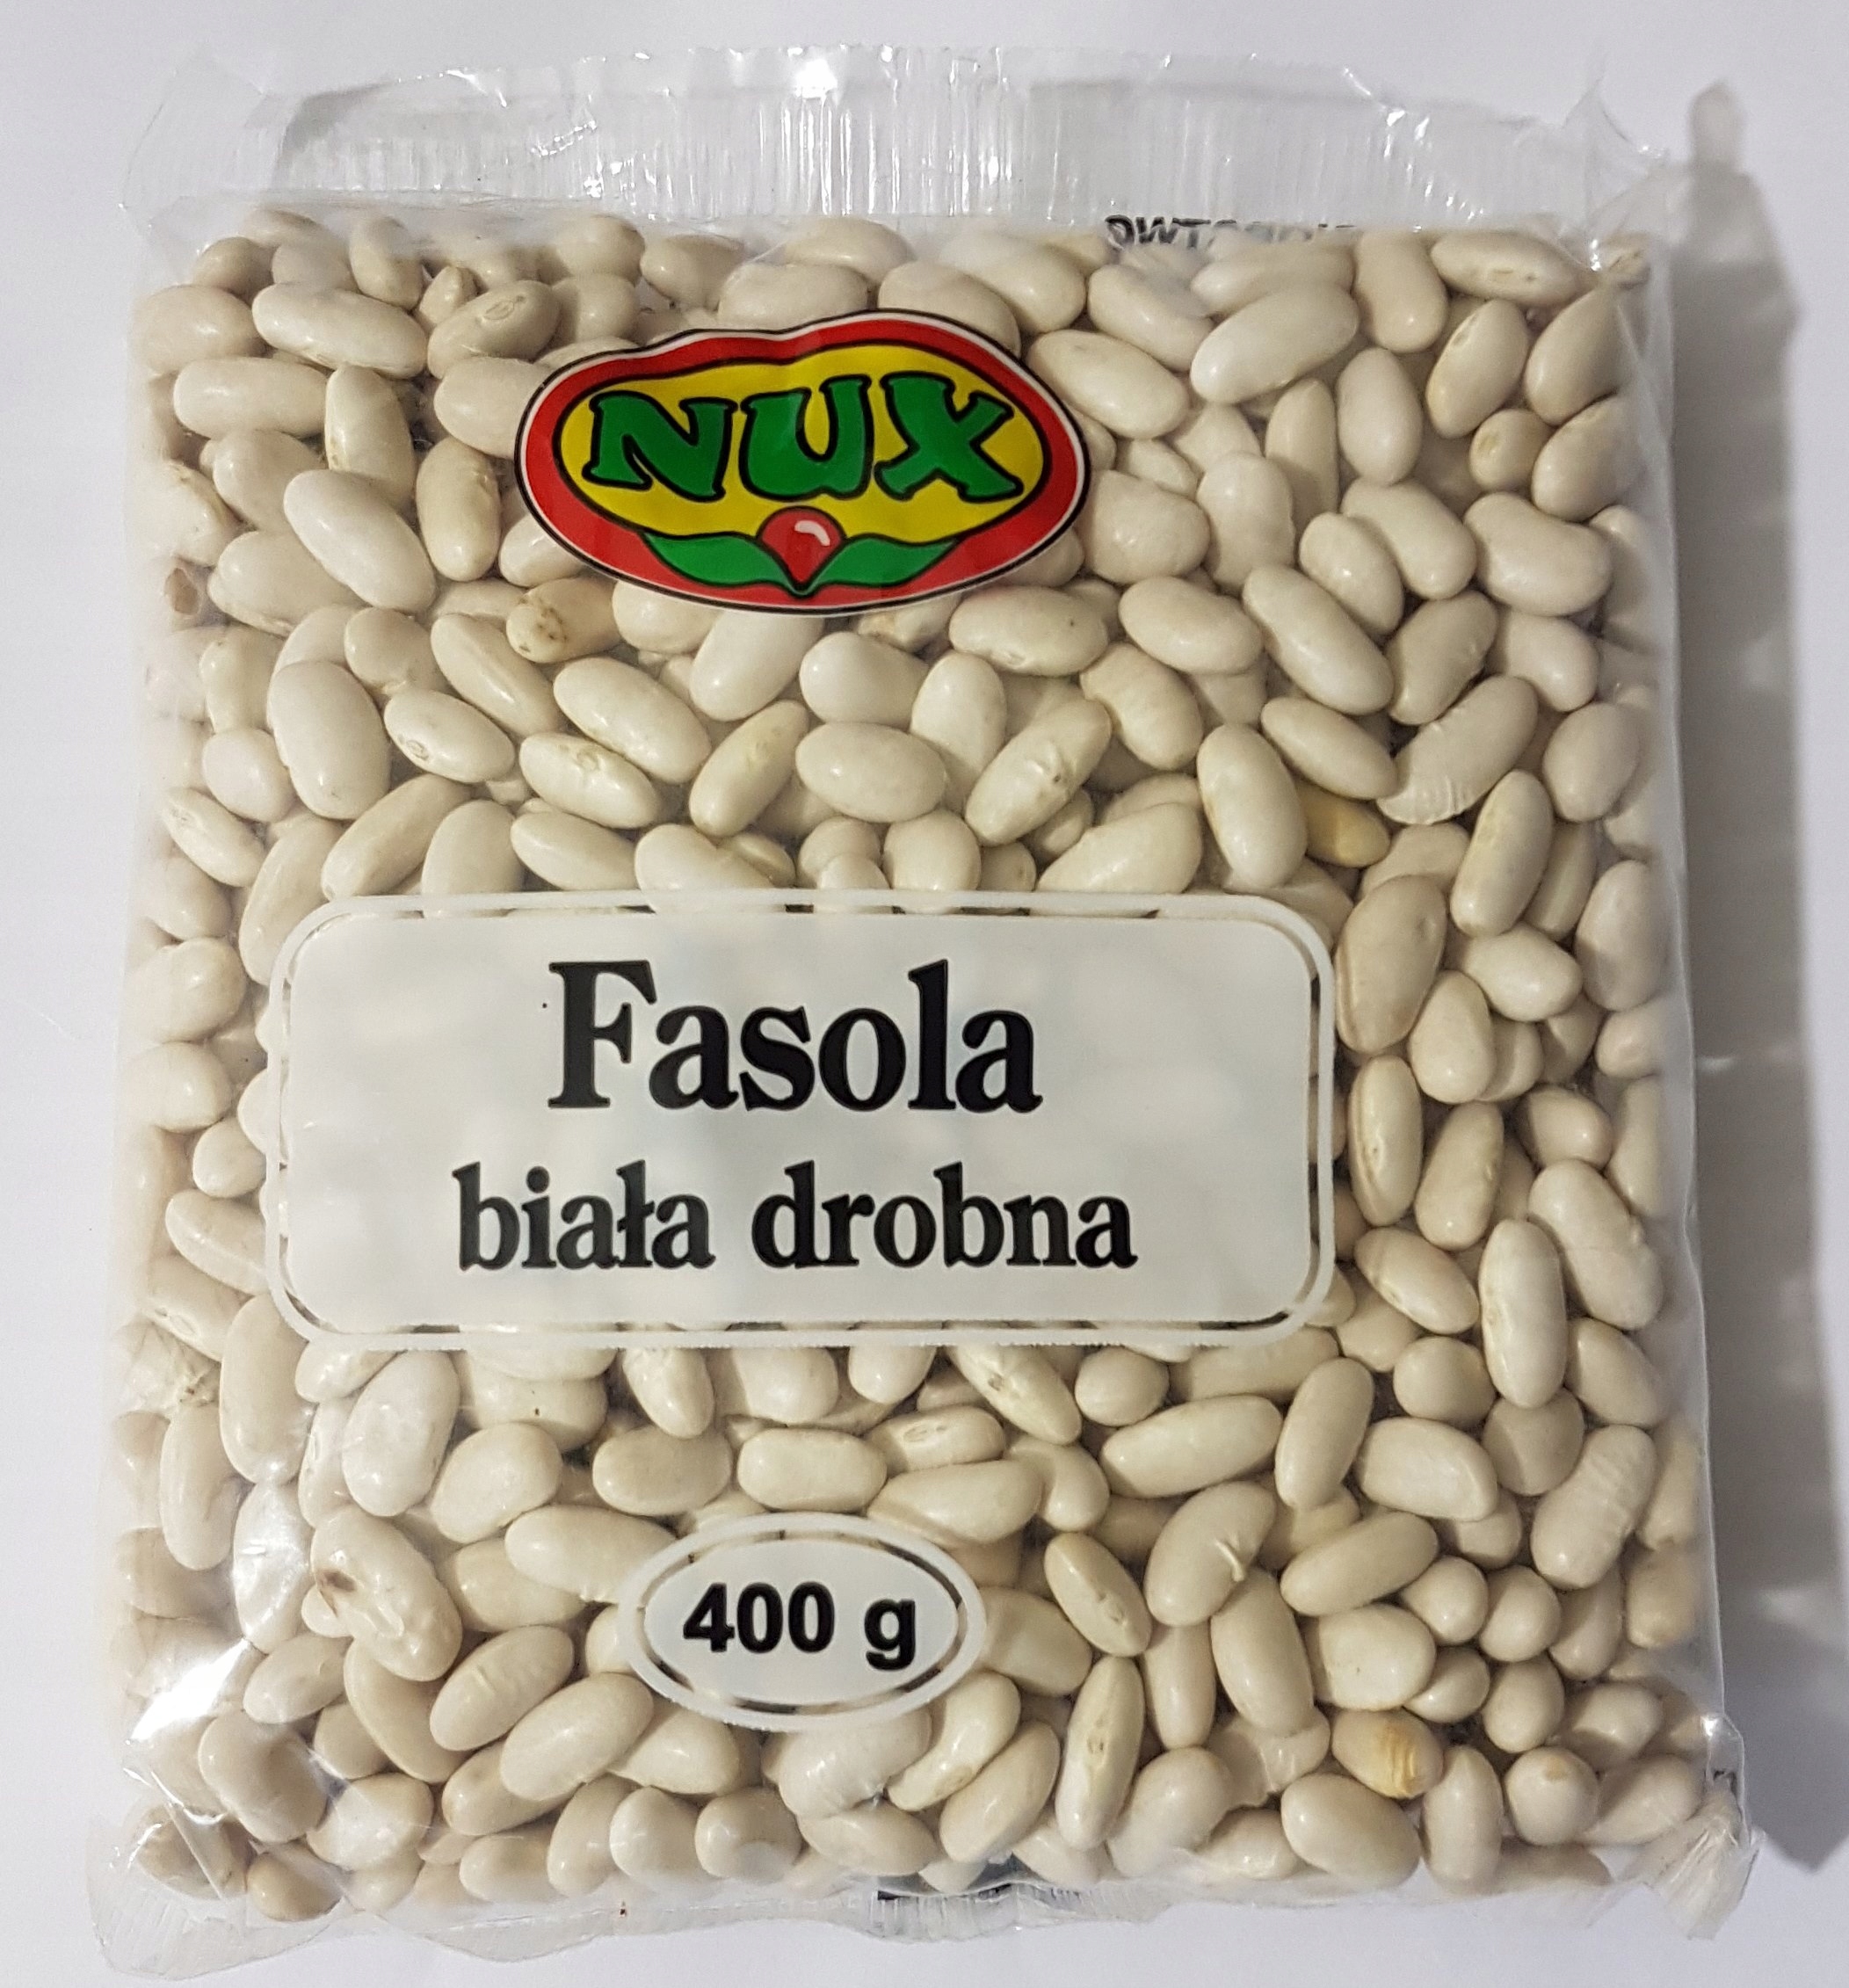 NUX
Fasola
biała drobna
400 g